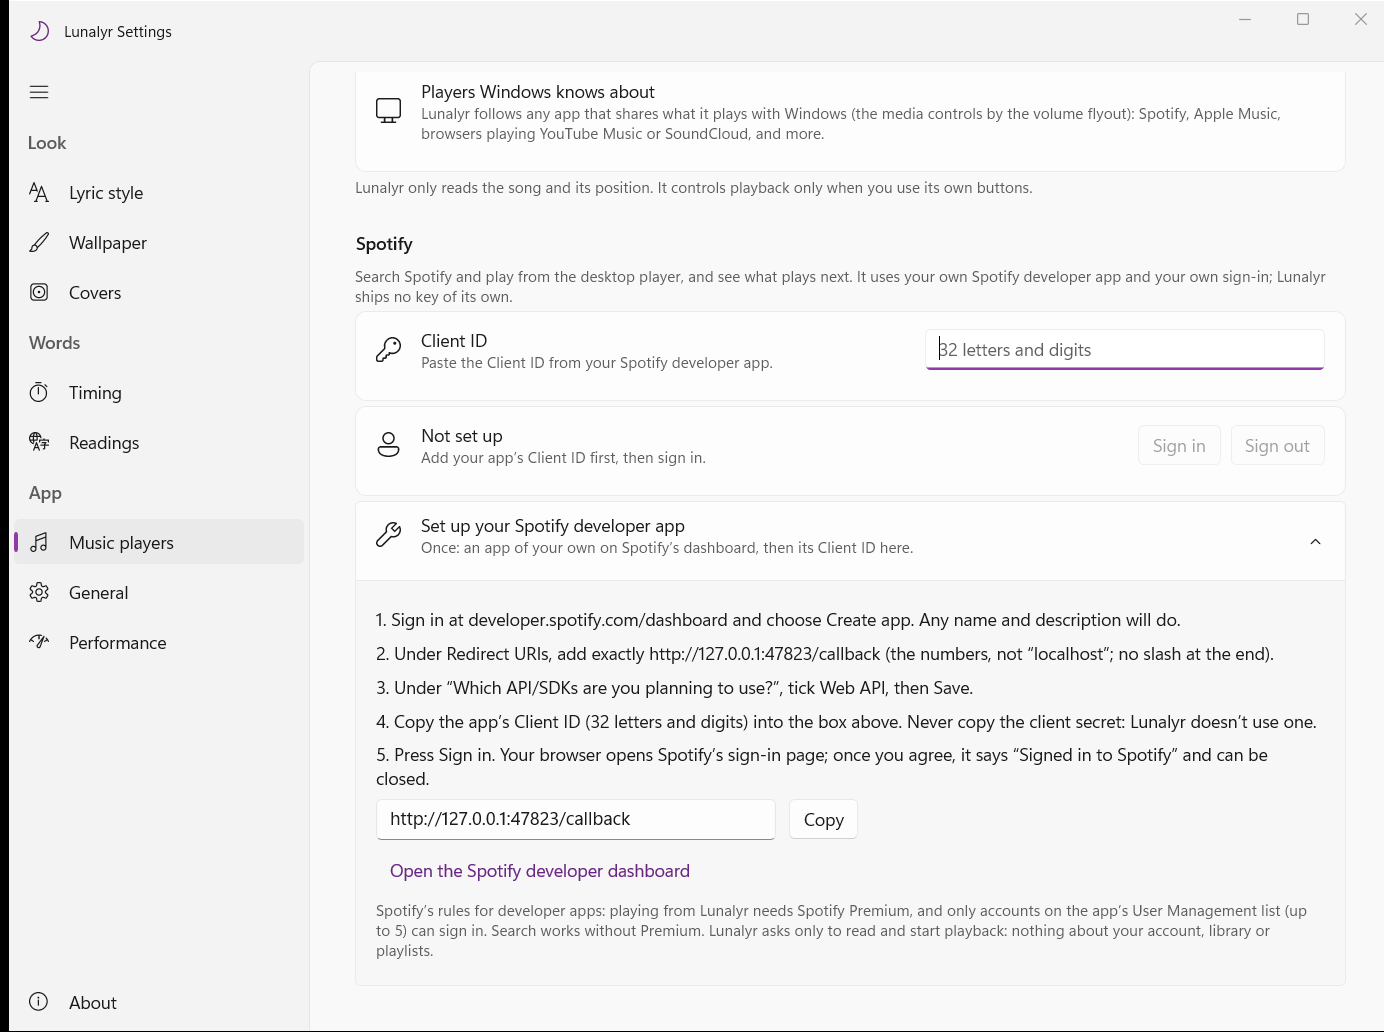 Lunalyr Settings
Look
Lyric style
Wallpaper
Covers
Words
Timing
Readings
App
Music players
General
Performance
About
Players Windows knows about
Lunalyr follows any app that shares what it plays with Windows (the media controls by the volume flyout): Spotify, Apple Music,
browsers playing YouTube Music or SoundCloud, and more.
Lunalyr only reads the song and its position. It controls playback only when you use its own buttons.
Spotify
Search Spotify and play from the desktop player, and see what plays next. It uses your own Spotify developer app and your own sign-in; Lunalyr
ships no key of its own.
Client ID
Paste the Client ID from your Spotify developer app.
32 letters and digits
Not set up
Add your app’s Client ID first, then sign in.
Sign in
Sign out
Set up your Spotify developer app
Once: an app of your own on Spotify’s dashboard, then its Client ID here.
1. Sign in at developer.spotify.com/dashboard and choose Create app. Any name and description will do.
2. Under Redirect URIs, add exactly http://127.0.0.1:47823/callback (the numbers, not “localhost”; no slash at the end).
3. Under “Which API/SDKs are you planning to use?”, tick Web API, then Save.
4. Copy the app’s Client ID (32 letters and digits) into the box above. Never copy the client secret: Lunalyr doesn’t use one.
5. Press Sign in. Your browser opens Spotify’s sign-in page; once you agree, it says “Signed in to Spotify” and can be
closed.
http://127.0.0.1:47823/callback
Copy
Open the Spotify developer dashboard
Spotify’s rules for developer apps: playing from Lunalyr needs Spotify Premium, and only accounts on the app’s User Management list (up
to 5) can sign in. Search works without Premium. Lunalyr asks only to read and start playback: nothing about your account, library or
playlists.